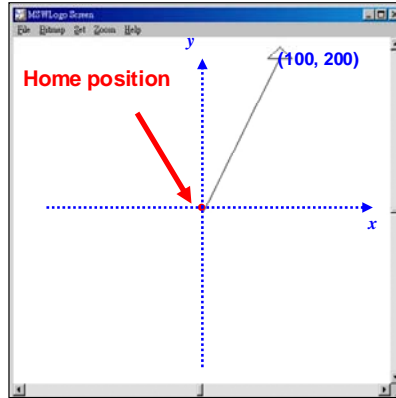 MSWLogo Screen
File Bitmap Set Zoom Help
y
(100, 200)
Home position
x